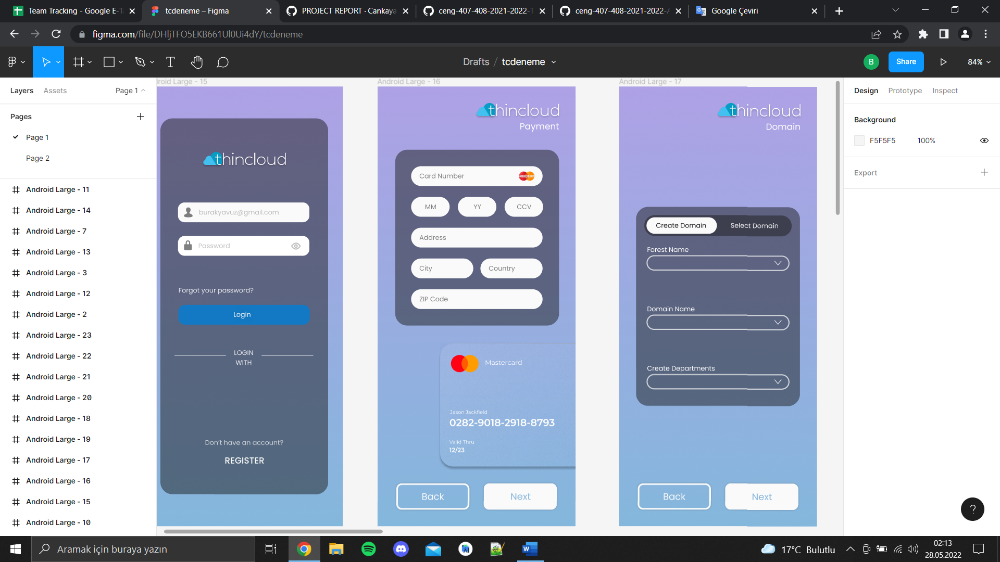 Team Tracking - Google E-T
tcdeneme – Figma
PROJECT REPORT · Cankaya
ceng-407-408-2021-2022-T
ceng-407-408-2021-2022-A
Google Çeviri
figma.com/file/DHljTFO5EKB661Ul0Ui4dY/tcdeneme
Drafts / tcdeneme
B
Share
84%
Layers
Assets
Page 1
Pages
Page 1
Page 2
Android Large - 11
Android Large - 14
Android Large - 7
Android Large - 13
Android Large - 3
Android Large - 12
Android Large - 2
Android Large - 23
Android Large - 22
Android Large - 21
Android Large - 20
Android Large - 18
Android Large - 19
Android Large - 17
Android Large - 16
Android Large - 15
Android Large - 10
roid Large - 15
thincloud
burakyavuz@gmail.com
Password
Forgot your password?
Login
LOGIN
WITH
Don't have an account?
REGISTER
Android Large - 16
thincloud
Payment
Card Number
MasterCard
MM
YY
CCV
Address
City
Country
ZIP Code
Mastercard
Jason Jackfield
0282-9018-2918-8793
Valid Thru
12/23
Back
Next
Android Large - 17
thincloud
Domain
Create Domain
Select Domain
Forest Name
Domain Name
Create Departments
Back
Next
Design
Prototype
Inspect
Background
F5F5F5
100%
Export
?
Aramak için buraya yazın
W
17°C Bulutlu
02:13
28.05.2022